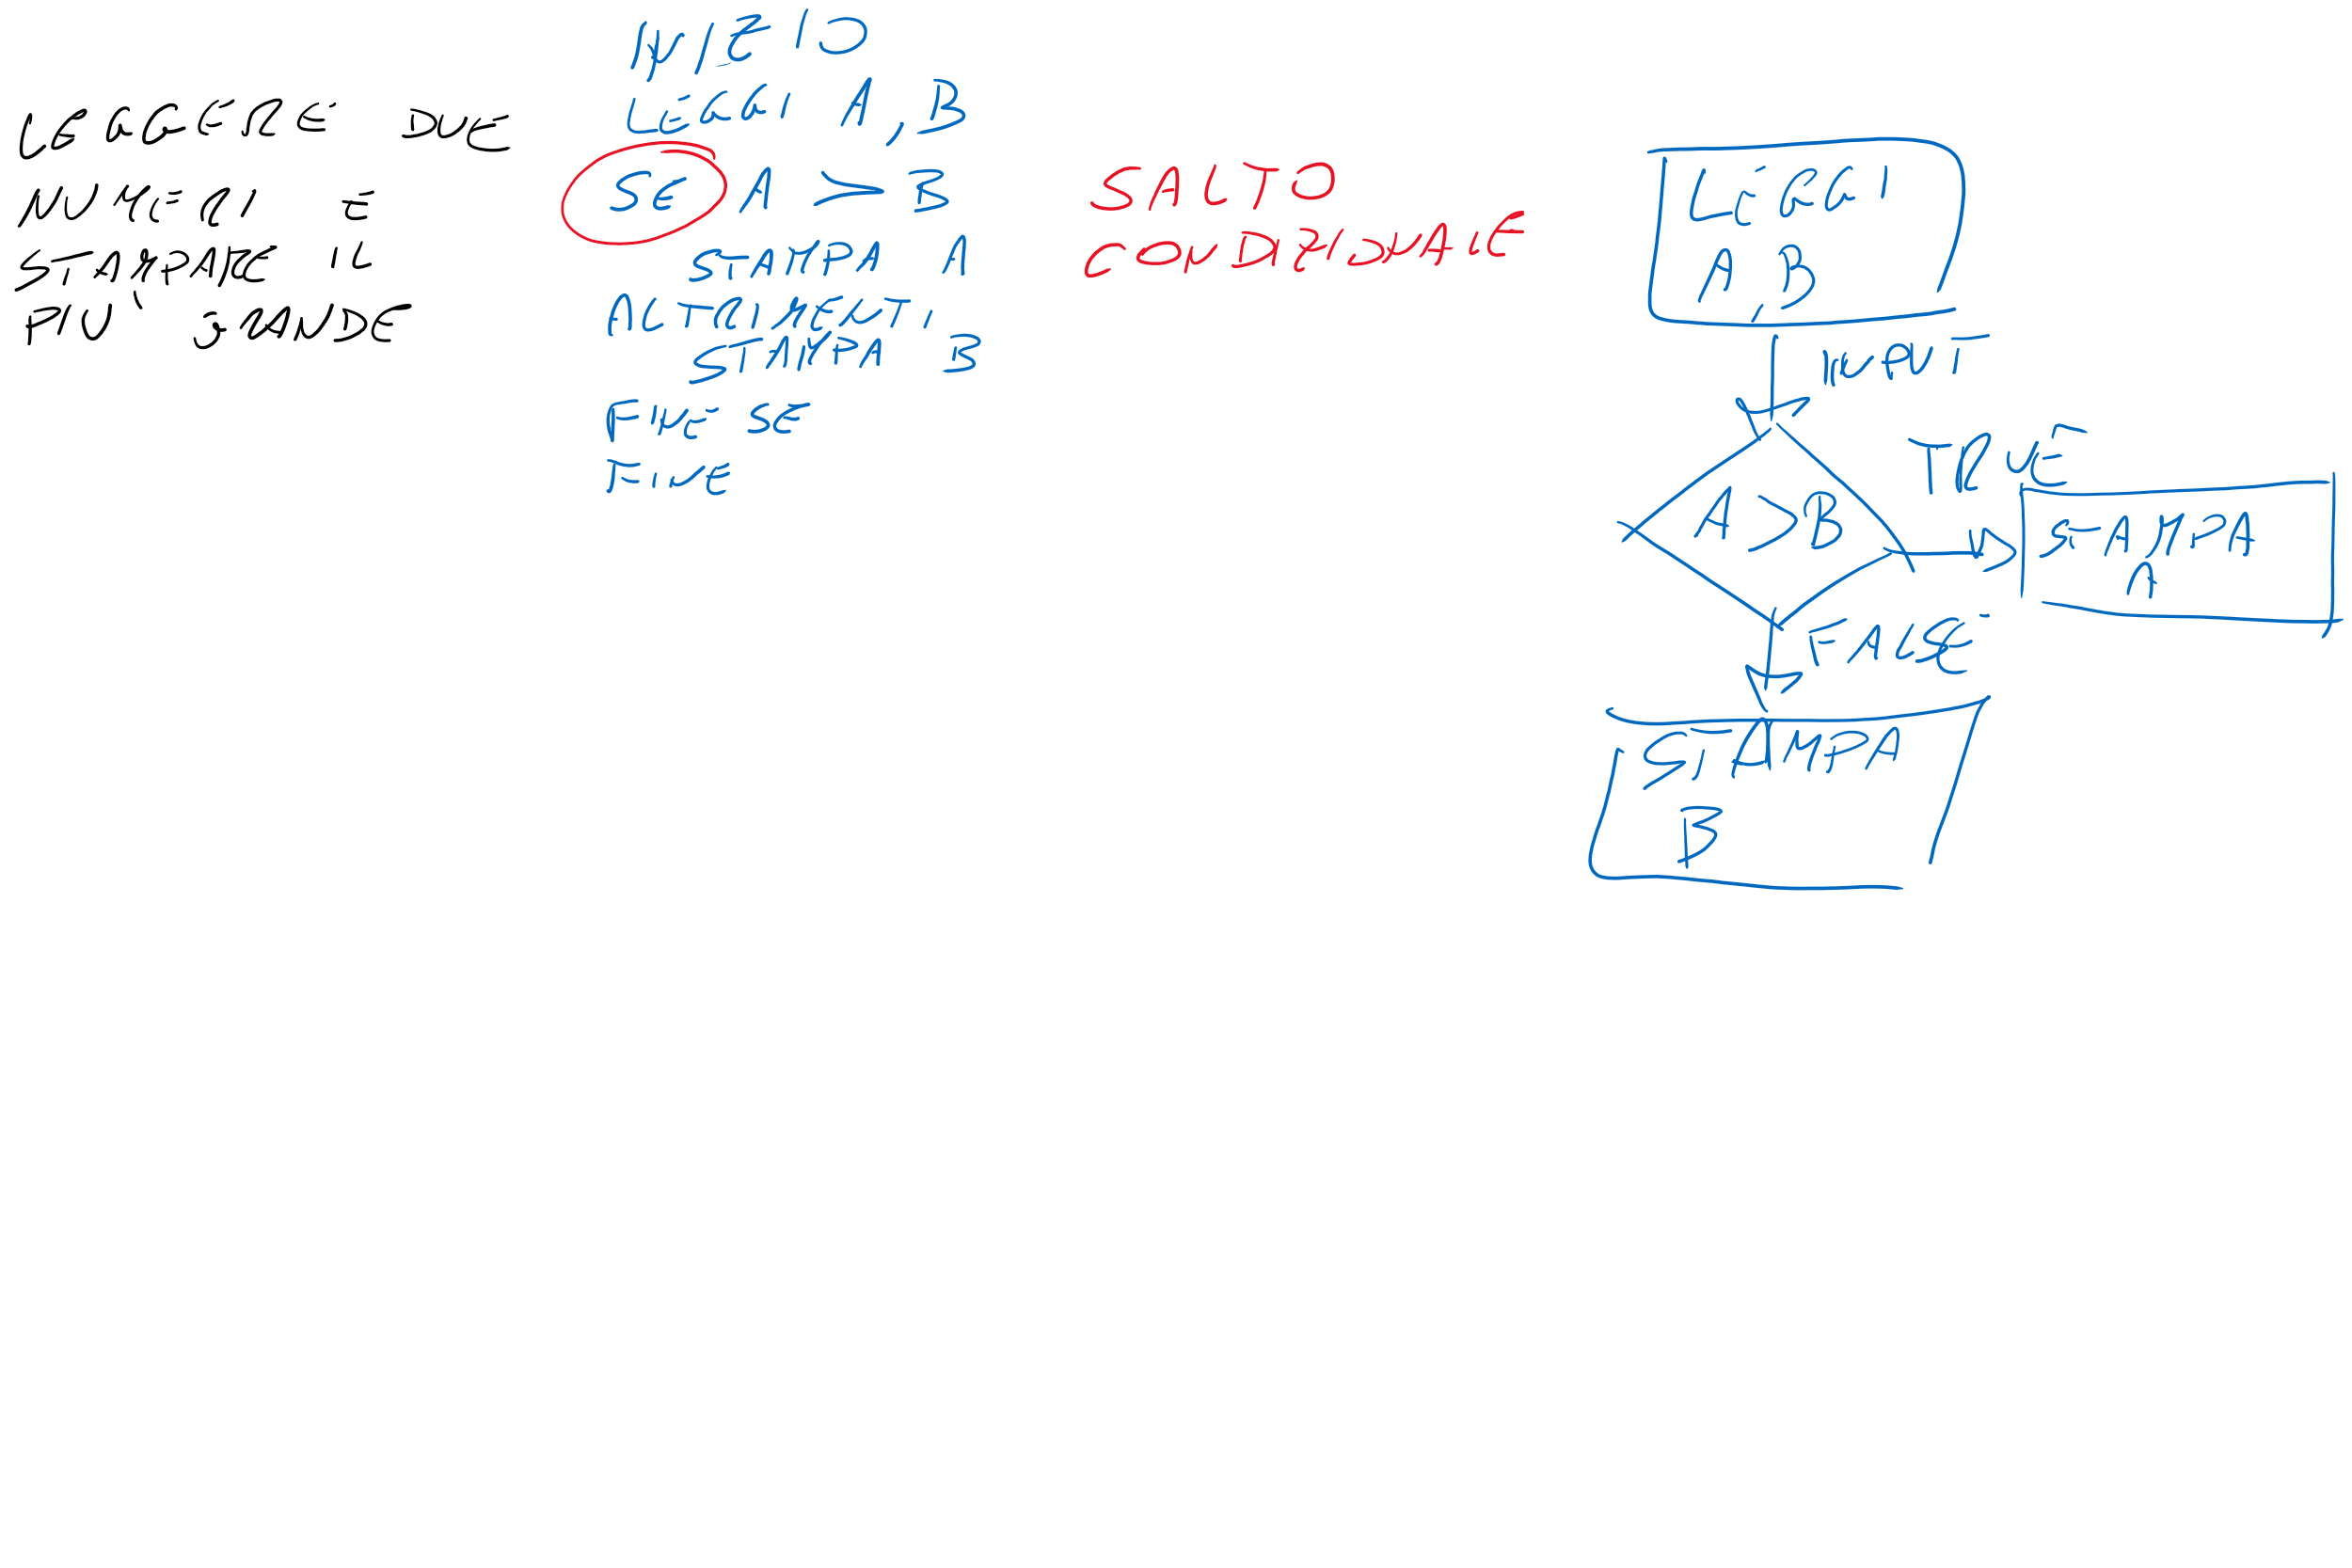 LEGGERE DUE
NUMERI E
STAMPARE IL
PIU' GRANDE
INIZIO
LEGGI A, B
SE A > B
STAMPA A
ALTRIMENTI
STAMPA B
FINE SE
FINE
SALTO
CONDIZIONALE
LEGGI
A, B
INPUT
A > B
TRUE
STAMPA
A
FALSE
STAMPA
B